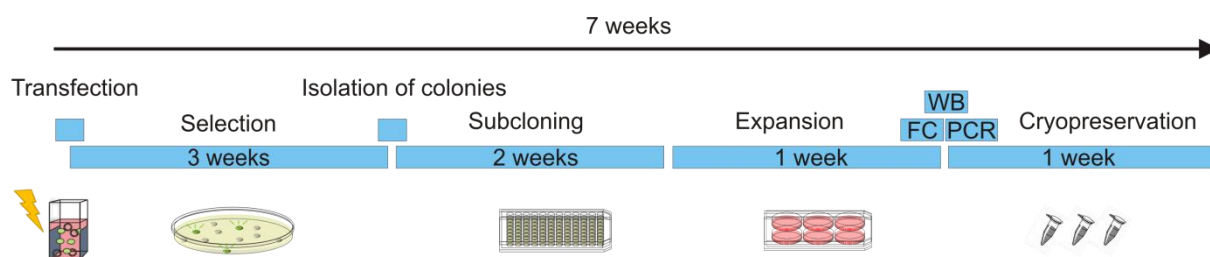 7 weeks
Transfection
Isolation of colonies
WB
Selection
Subcloning
Expansion
FC PCR
Cryopreservation
3 weeks
2 weeks
1 week
1 week